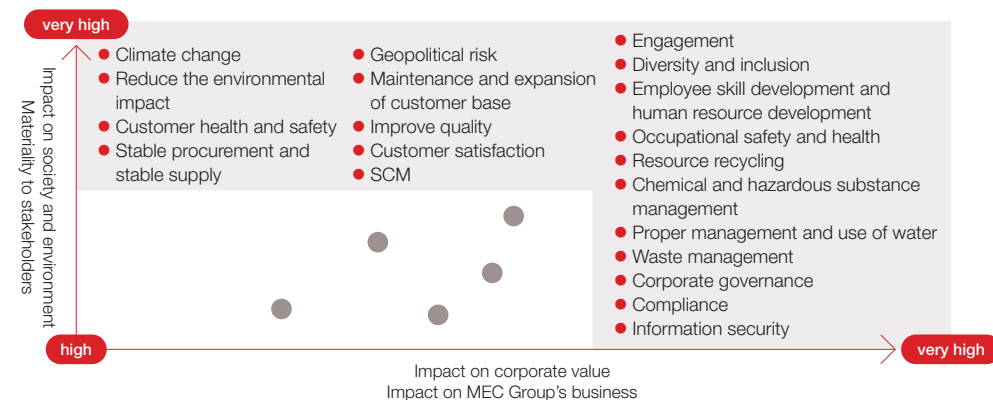 very high
Impact on society and environment
Materiality to stakeholders
● Climate change
● Reduce the environmental
impact
● Customer health and safety
● Stable procurement and
stable supply
● Geopolitical risk
● Maintenance and expansion
of customer base
● Improve quality
● Customer satisfaction
● SCM
● Engagement
● Diversity and inclusion
● Employee skill development and
human resource development
● Occupational safety and health
● Resource recycling
● Chemical and hazardous substance
management
● Proper management and use of water
● Waste management
● Corporate governance
● Compliance
● Information security
high
very high
Impact on corporate value
Impact on MEC Group's business